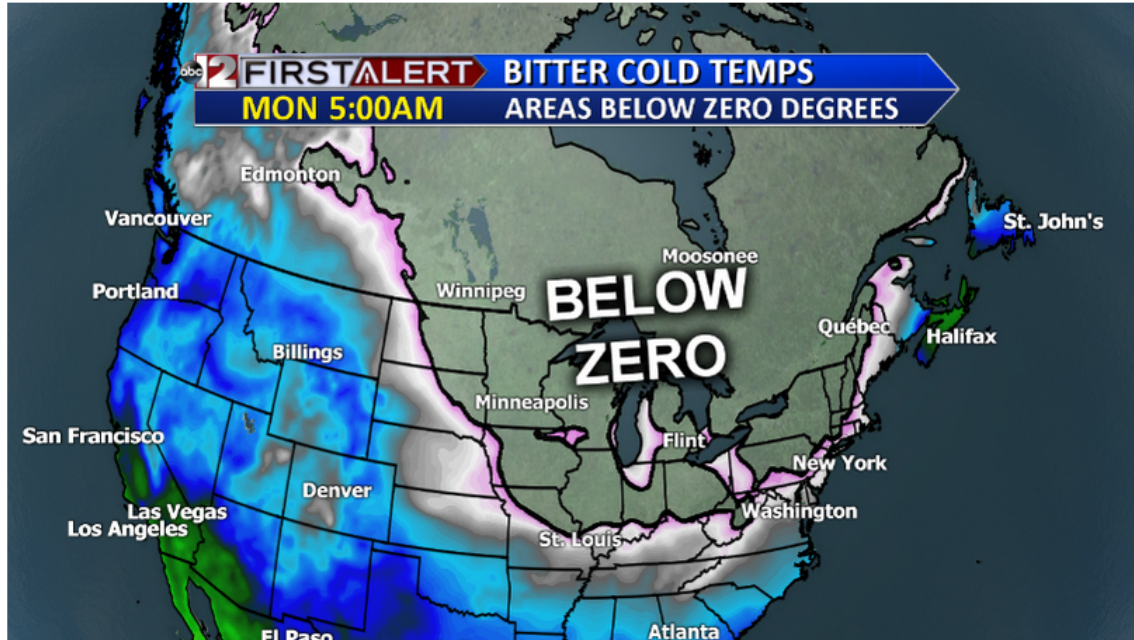 abc 12 FIRST ALERT BITTER COLD TEMPS
MON 5:00AM AREAS BELOW ZERO DEGREES
Edmonton
Vancouver
St. John's
Moosonee
Portland
Winnipeg
BELOW
ZERO
Québec
Halifax
Billings
Minneapolis
San Francisco
Flint
New York
Denver
Las Vegas
Washington
Los Angeles
St. Louis
El Paso
Atlanta